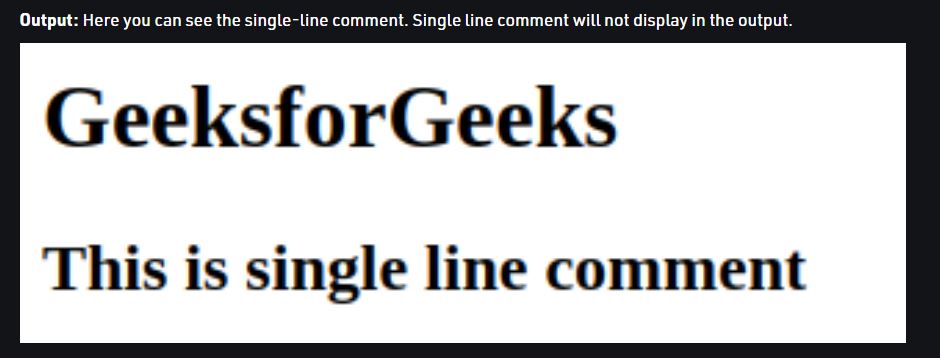 Output: Here you can see the single-line comment. Single line comment will not display in the output.
GeeksforGeeks
This is single line comment